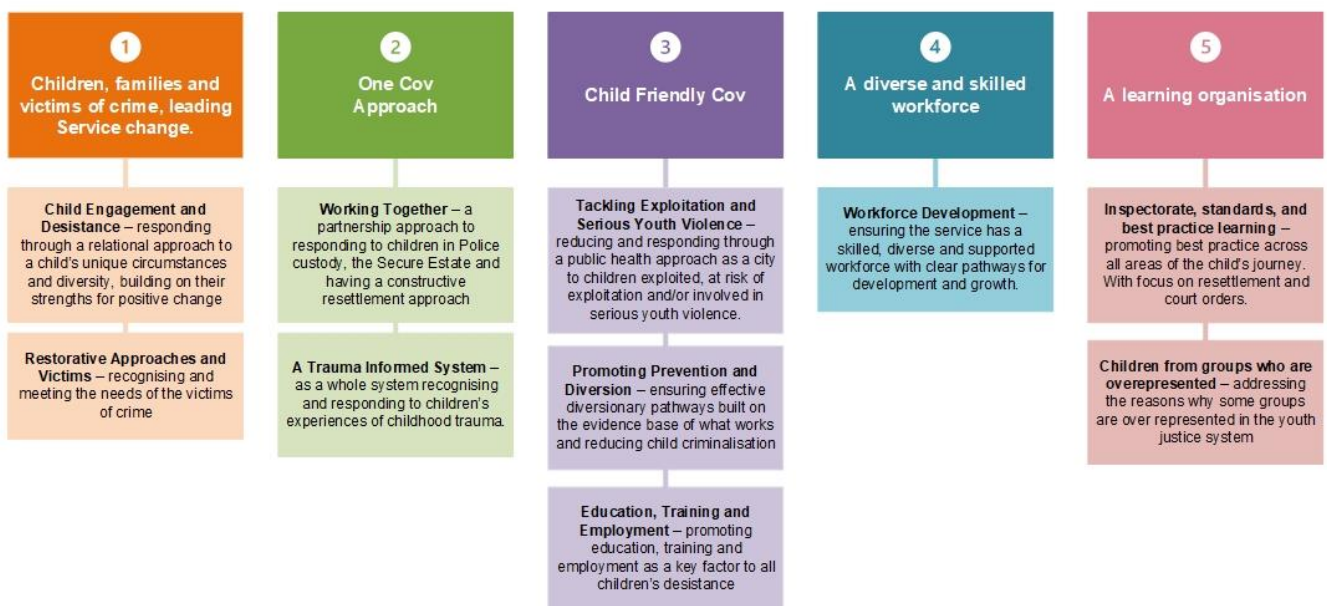 1
Children, families and
victims of crime, leading
Service change.
Child Engagement and
Desistance – responding
through a relational approach to
a child's unique circumstances
and diversity, building on their
strengths for positive change
Restorative Approaches and
Victims – recognising and
meeting the needs of the victims
of crime
2
One Cov
Approach
Working Together – a
partnership approach to
responding to children in Police
custody, the Secure Estate and
having a constructive
resettlement approach
A Trauma Informed System –
as a whole system recognising
and responding to children's
experiences of childhood trauma.
3
Child Friendly Cov
Tackling Exploitation and
Serious Youth Violence –
reducing and responding through
a public health approach as a city
to children exploited, at risk of
exploitation and/or involved in
serious youth violence.
Promoting Prevention and
Diversion – ensuring effective
diversionary pathways built on
the evidence base of what works
and reducing child criminalisation
Education, Training and
Employment – promoting
education, training and
employment as a key factor to all
children's desistance
4
A diverse and skilled
workforce
Workforce Development –
ensuring the service has a
skilled, diverse and supported
workforce with clear pathways for
development and growth.
5
A learning organisation
Inspectorate, standards, and
best practice learning –
promoting best practice across
all areas of the child's journey.
With focus on resettlement and
court orders.
Children from groups who are
overrepresented – addressing
the reasons why some groups
are over represented in the youth
justice system